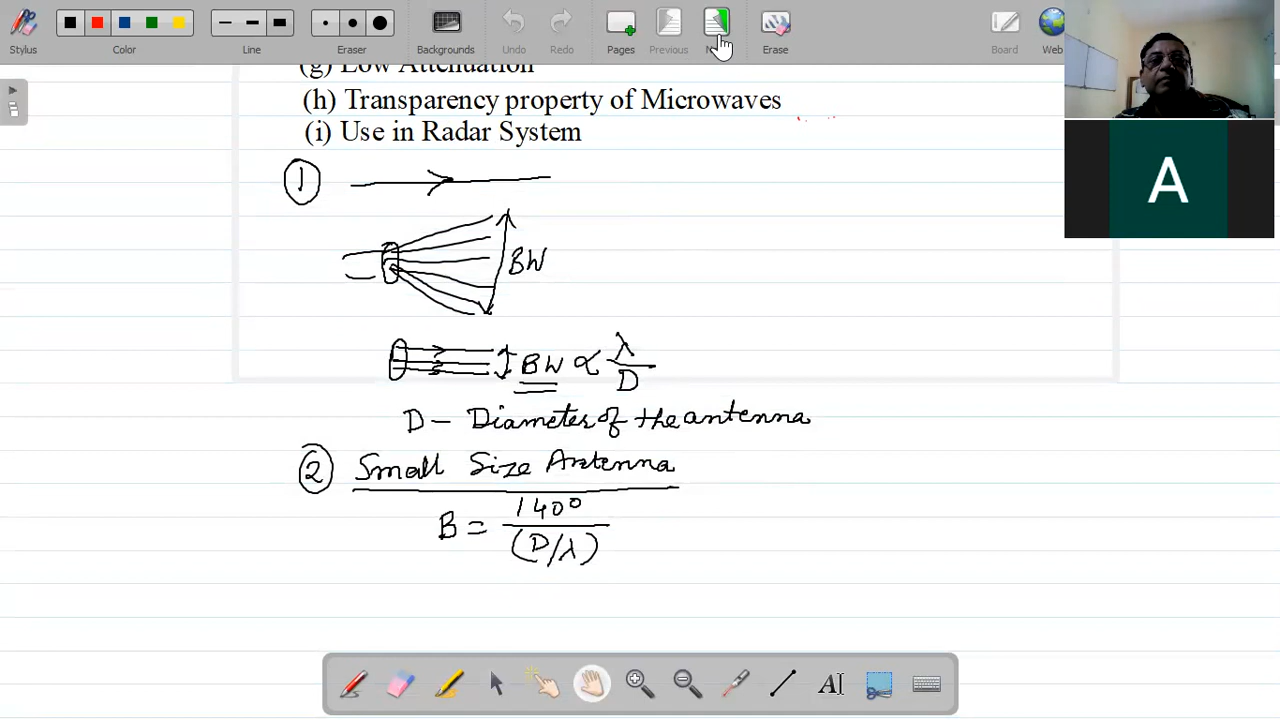 Stylus
Color
Line
Eraser
Backgrounds
Undo
Redo
Pages
Previous
Erase
Board
Web
(g) Low Attenuation
(h) Transparency property of Microwaves
(i) Use in Radar System
①
BW
BW ∝ λ/D
D - Diameter of the antenna
② Small Size Antenna
B = 140°/(D/λ)
A